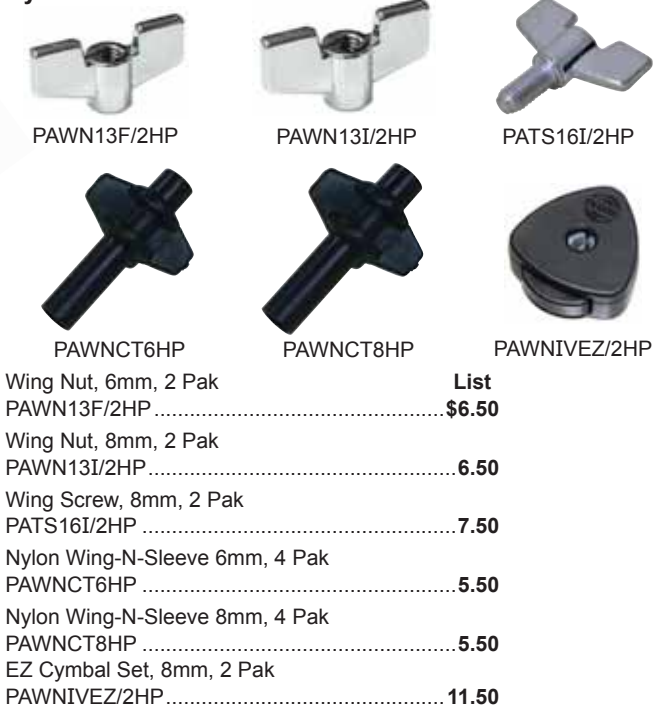 PAWN13F/2HP PAWN13I/2HP PATS16I/2HP
PAWNCT6HP PAWNCT8HP PAWNIVEZ/2HP
Wing Nut, 6mm, 2 Pak List
PAWN13F/2HP................................................$6.50
Wing Nut, 8mm, 2 Pak
PAWN13I/2HP..................................................6.50
Wing Screw, 8mm, 2 Pak
PATS16I/2HP ...................................................7.50
Nylon Wing-N-Sleeve 6mm, 4 Pak
PAWNCT6HP ...................................................5.50
Nylon Wing-N-Sleeve 8mm, 4 Pak
PAWNCT8HP ...................................................5.50
EZ Cymbal Set, 8mm, 2 Pak
PAWNIVEZ/2HP.............................................11.50